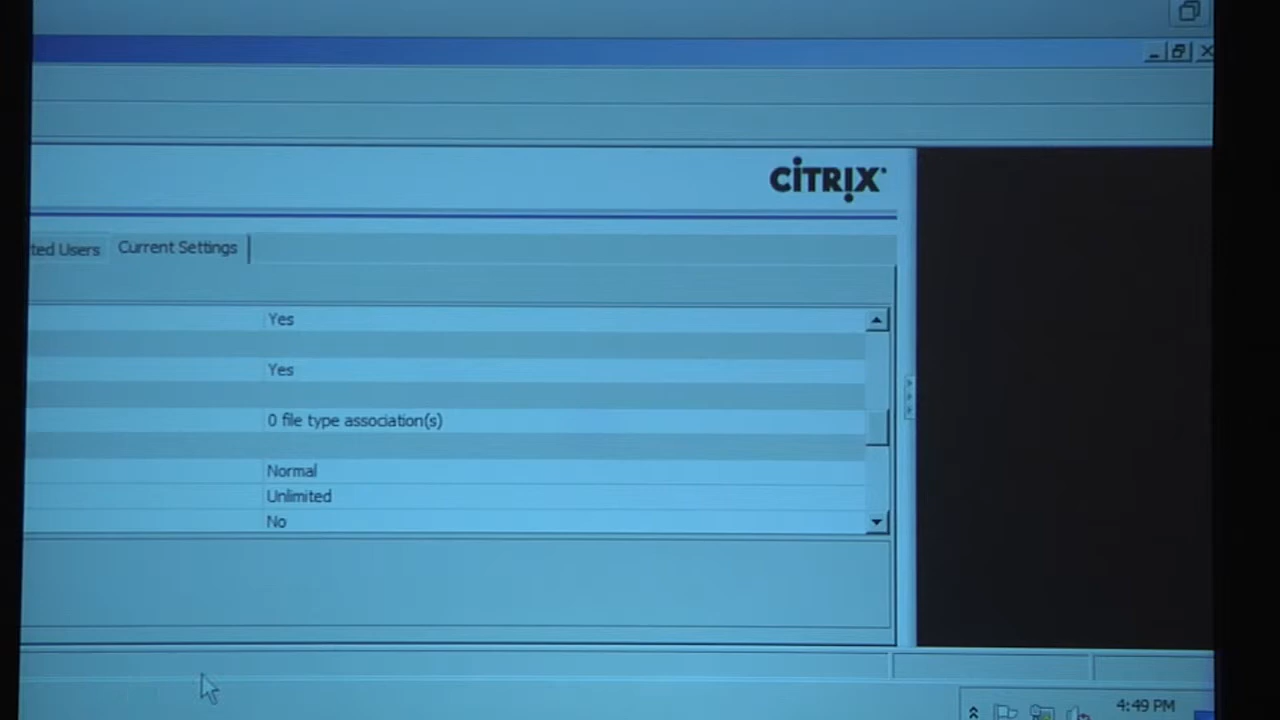 CITRIX
ted Users
Current Settings
Yes
Yes
0 file type association(s)
Normal
Unlimited
No
4:49 PM